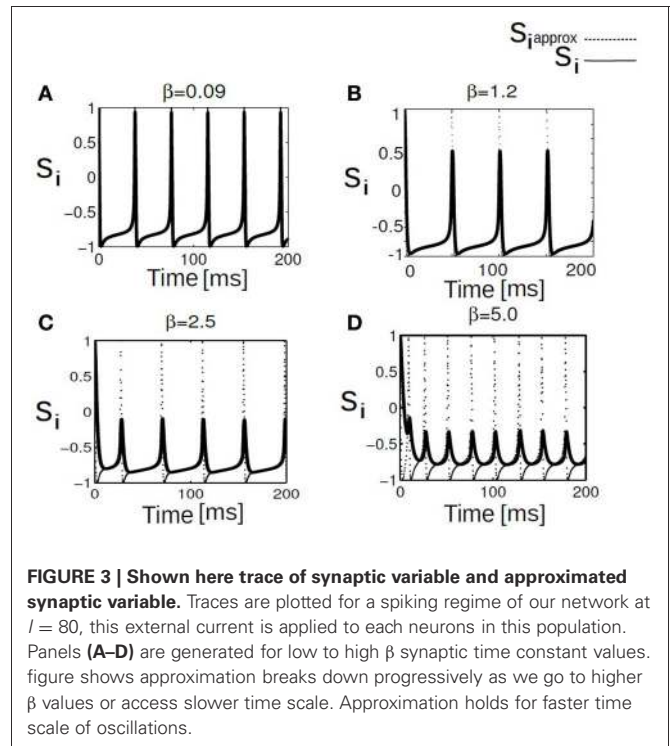 S i approx ............
S i ———
A
β=0.09
1
0.5
S i
0
−0.5
−1
0
100
200
Time [ms]
B
β=1.2
1
0.5
S i
0
−0.5
−1
0
100
200
Time [ms]
C
β=2.5
1
0.5
S i
0
−0.5
−1
0
100
200
Time [ms]
D
β=5.0
1
0.5
S i
0
−0.5
−1
0
100
200
Time [ms]
FIGURE 3 | Shown here trace of synaptic variable and approximated
synaptic variable. Traces are plotted for a spiking regime of our network at
I = 80, this external current is applied to each neurons in this population.
Panels (A–D) are generated for low to high β synaptic time constant values.
figure shows approximation breaks down progressively as we go to higher
β values or access slower time scale. Approximation holds for faster time
scale of oscillations.